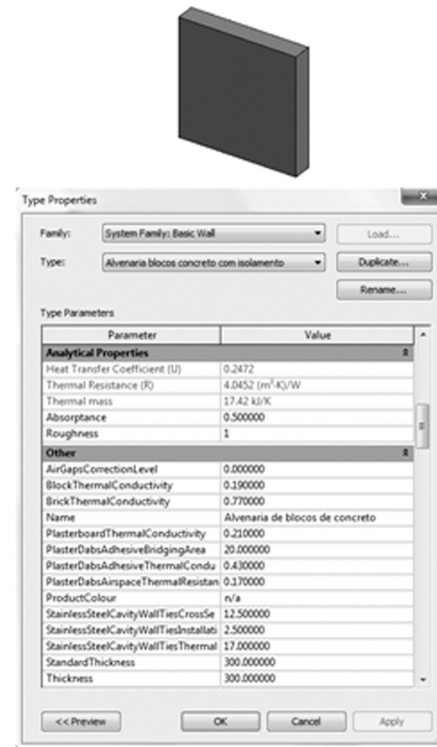 Type Properties
Family: System Family: Basic Wall Load...
Type: Alvenaria blocos concreto com isolamento Duplicate...
Rename...
Type Parameters
Parameter Value
Analytical Properties
Heat Transfer Coefficient (U) 0.2472
Thermal Resistance (R) 4.0452 (m²·K)/W
Thermal mass 17.42 kJ/K
Absorptance 0.500000
Roughness 1
Other
AirGapsCorrectionLevel 0.000000
BlockThermalConductivity 0.190000
BrickThermalConductivity 0.770000
Name Alvenaria de blocos de concreto
PlasterboardThermalConductivity 0.210000
PlasterDabsAdhesiveBridgingArea 20.000000
PlasterDabsAdhesiveThermalCondu 0.430000
PlasterDabsAirspaceThermalResistan 0.170000
ProductColour n/a
StainlessSteelCavityWallTiesCrossSe 12.500000
StainlessSteelCavityWallTiesInstallati 2.500000
StainlessSteelCavityWallTiesThermal 17.000000
StandardThickness 300.000000
Thickness 300.000000
<< Preview OK Cancel Apply